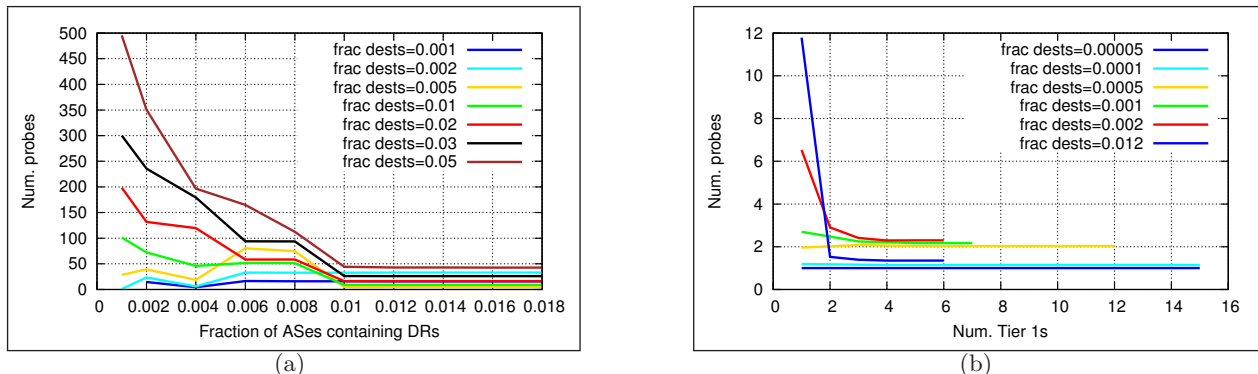 500
450
400
350
300
250
200
150
100
50
0
Num. probes
0 0.002 0.004 0.006 0.008 0.01 0.012 0.014 0.016 0.018
Fraction of ASes containing DRs
frac dests=0.001
frac dests=0.002
frac dests=0.005
frac dests=0.01
frac dests=0.02
frac dests=0.03
frac dests=0.05
(a)
12
10
8
6
4
2
0
Num. probes
0 2 4 6 8 10 12 14 16
Num. Tier 1s
frac dests=0.00005
frac dests=0.0001
frac dests=0.0005
frac dests=0.001
frac dests=0.002
frac dests=0.012
(b)